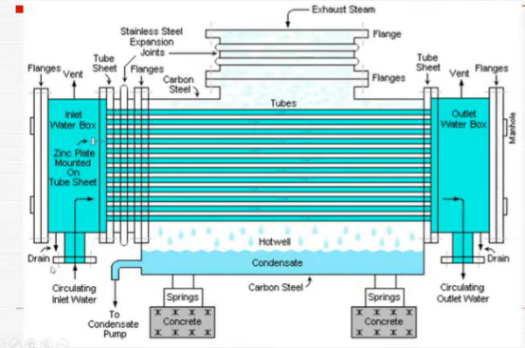 Exhaust Steam
Stainless Steel
Expansion
Joints
Flange
Tube
Sheet
Flanges
Vent
Flanges
Carbon
Steel
Flanges
Tube
Sheet
Vent
Flanges
Tubes
Inlet
Water Box
Zinc Plate
Mounted
On
Tube Sheet
Outlet
Water Box
Manhole
Hotwell
Condensate
Drain
Drain
Carbon Steel
Circulating
Inlet Water
To
Condensate
Pump
Springs
Concrete
Springs
Concrete
Circulating
Outlet Water